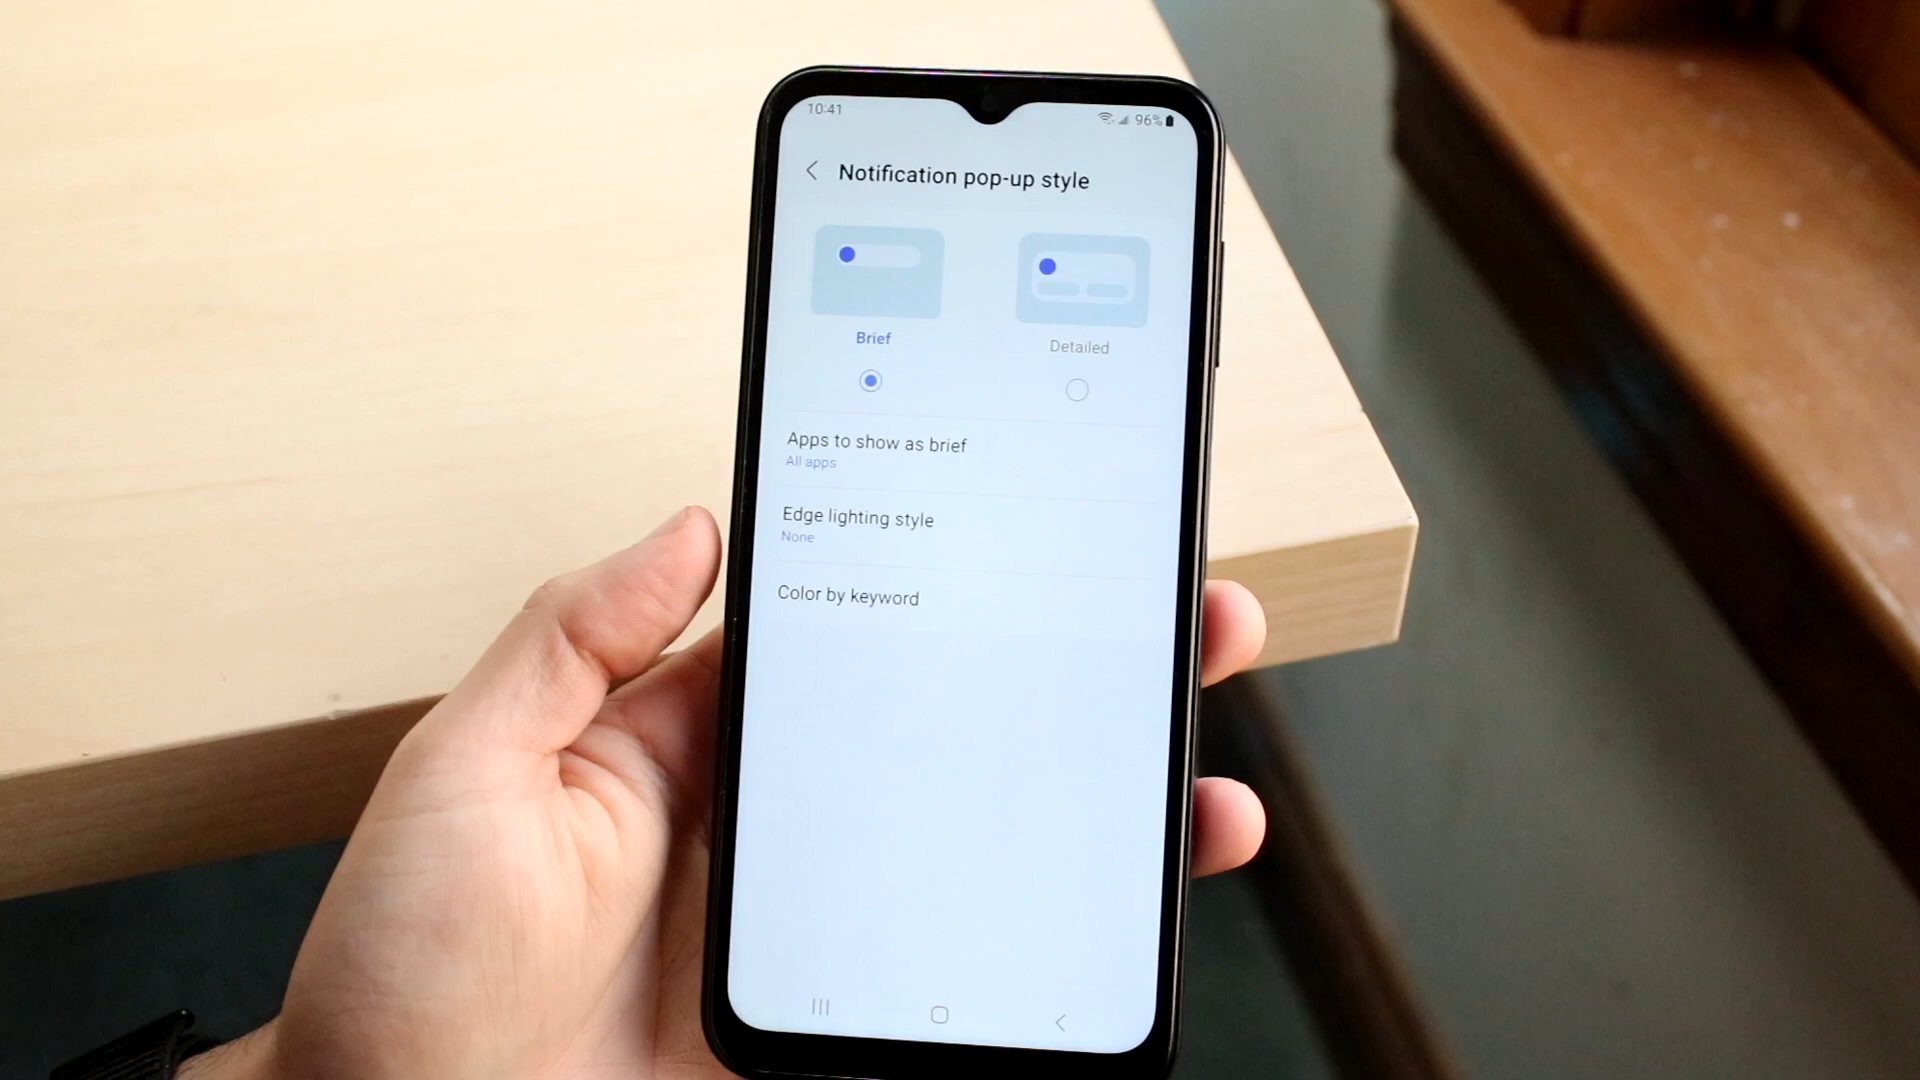 10:41
96%
Notification pop-up style
Brief
Detailed
Apps to show as brief
All apps
Edge lighting style
None
Color by keyword